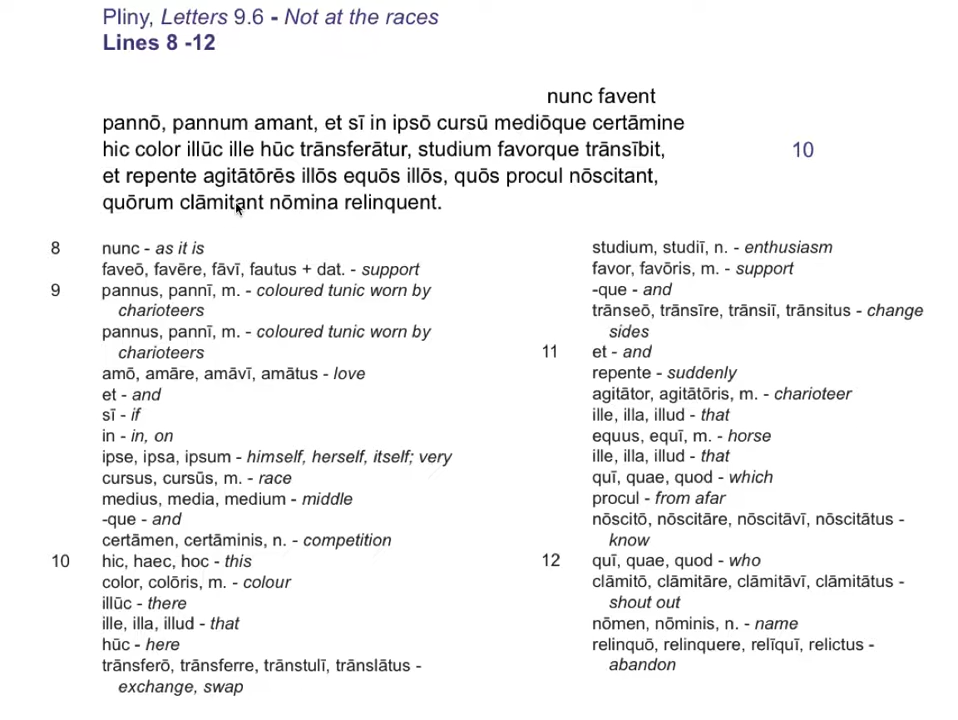 Pliny, Letters 9.6 - Not at the races
Lines 8 -12
nunc favent
pannō, pannum amant, et sī in ipsō cursū mediōque certāmine
hic color illūc ille hūc trānsferātur, studium favorque trānsībit,
10
et repente agitātōrēs illōs equōs illōs, quōs procul nōscitant,
quōrum clāmitant nōmina relinquent.
8 nunc - as it is
faveō, favēre, fāvī, fautus + dat. - support
9 pannus, pannī, m. - coloured tunic worn by
charioteers
pannus, pannī, m. - coloured tunic worn by
charioteers
amō, amāre, amāvī, amātus - love
et - and
sī - if
in - in, on
ipse, ipsa, ipsum - himself, herself, itself; very
cursus, cursūs, m. - race
medius, media, medium - middle
-que - and
certāmen, certāminis, n. - competition
10 hic, haec, hoc - this
color, colōris, m. - colour
illūc - there
ille, illa, illud - that
hūc - here
trānsferō, trānsferre, trānstulī, trānslātus -
exchange, swap
studium, studiī, n. - enthusiasm
favor, favōris, m. - support
-que - and
trānseō, trānsīre, trānsiī, trānsitus - change
sides
11 et - and
repente - suddenly
agitātor, agitātōris, m. - charioteer
ille, illa, illud - that
equus, equī, m. - horse
ille, illa, illud - that
quī, quae, quod - which
procul - from afar
nōscitō, nōscitāre, nōscitāvī, nōscitātus -
know
12 quī, quae, quod - who
clāmitō, clāmitāre, clāmitāvī, clāmitātus -
shout out
nōmen, nōminis, n. - name
relinquō, relinquere, relīquī, relictus -
abandon